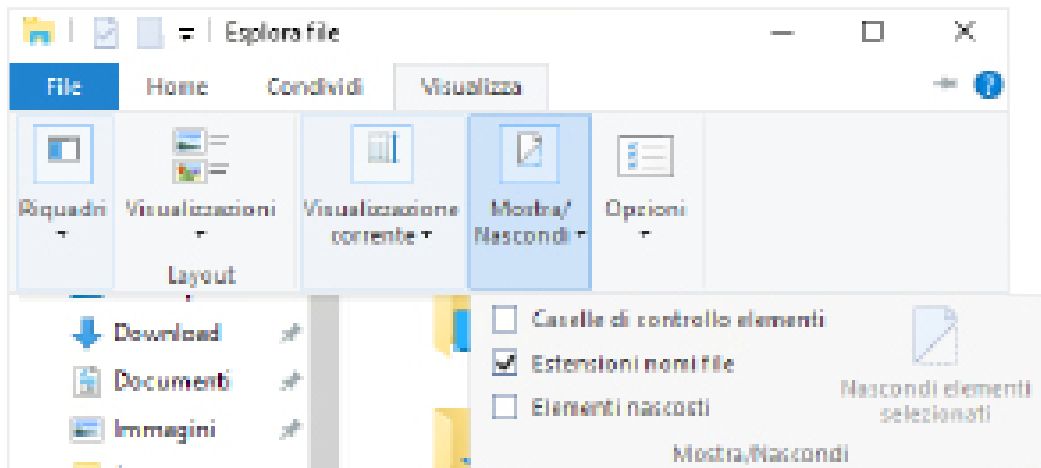 Esplora file
File Home Condividi Visualizza
Riquadri Visualizzazioni Visualizzazione corrente Mostra/ Nascondi Opzioni
Layout
Download
Documenti
Immagini
Caselle di controllo elementi
Estensioni nomi file
Elementi nascosti
Nascondi elementi
selezionati
Mostra/Nascondi